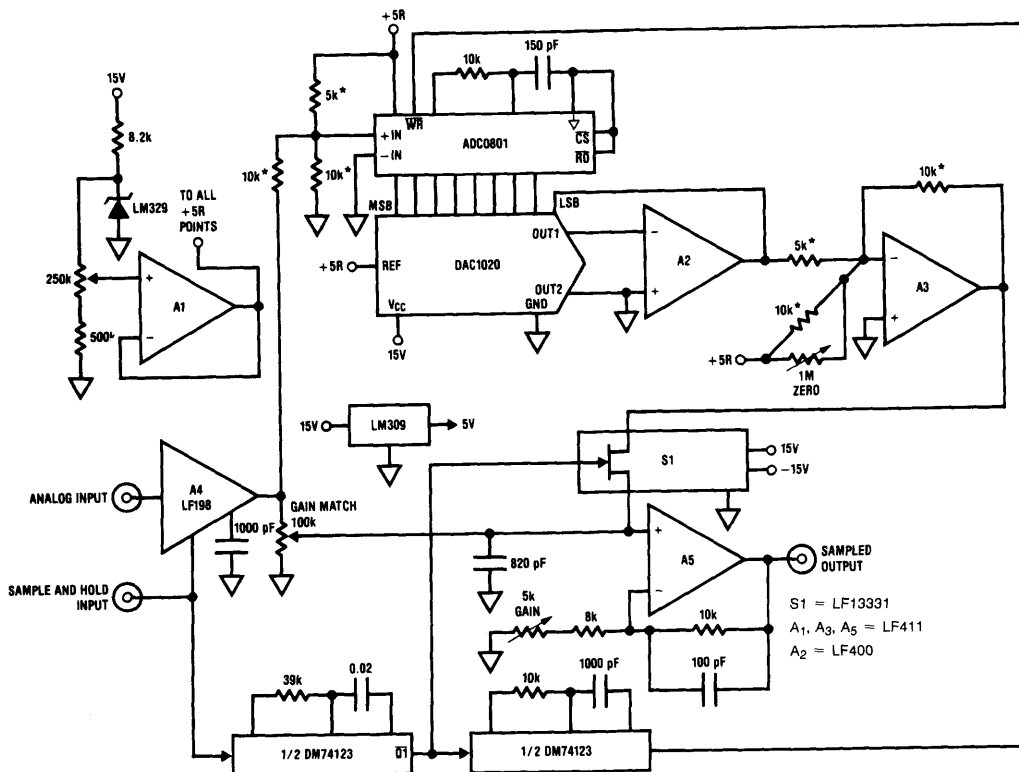 +5R
15V
8.2k
LM329
TO ALL
+5R
POINTS
250k
500k
+
A1
−
5k*
10k*
10k*
10k
150 pF
WR
+IN
−IN
ADC0801
CS
RD
MSB
LSB
+5R
REF
DAC1020
OUT1
OUT2
VCC
GND
15V
−
A2
+
5k*
10k*
10k*
−
A3
+
+5R
1M
ZERO
15V
LM309
5V
S1
15V
−15V
ANALOG INPUT
A4
LF198
1000 pF
GAIN MATCH
100k
820 pF
+
A5
−
SAMPLED
OUTPUT
SAMPLE AND HOLD
INPUT
5k
GAIN
8k
10k
100 pF
S1 = LF13331
A1, A3, A5 = LF411
A2 = LF400
39k
0.02
1/2 DM74123
Q1
10k
1000 pF
1/2 DM74123